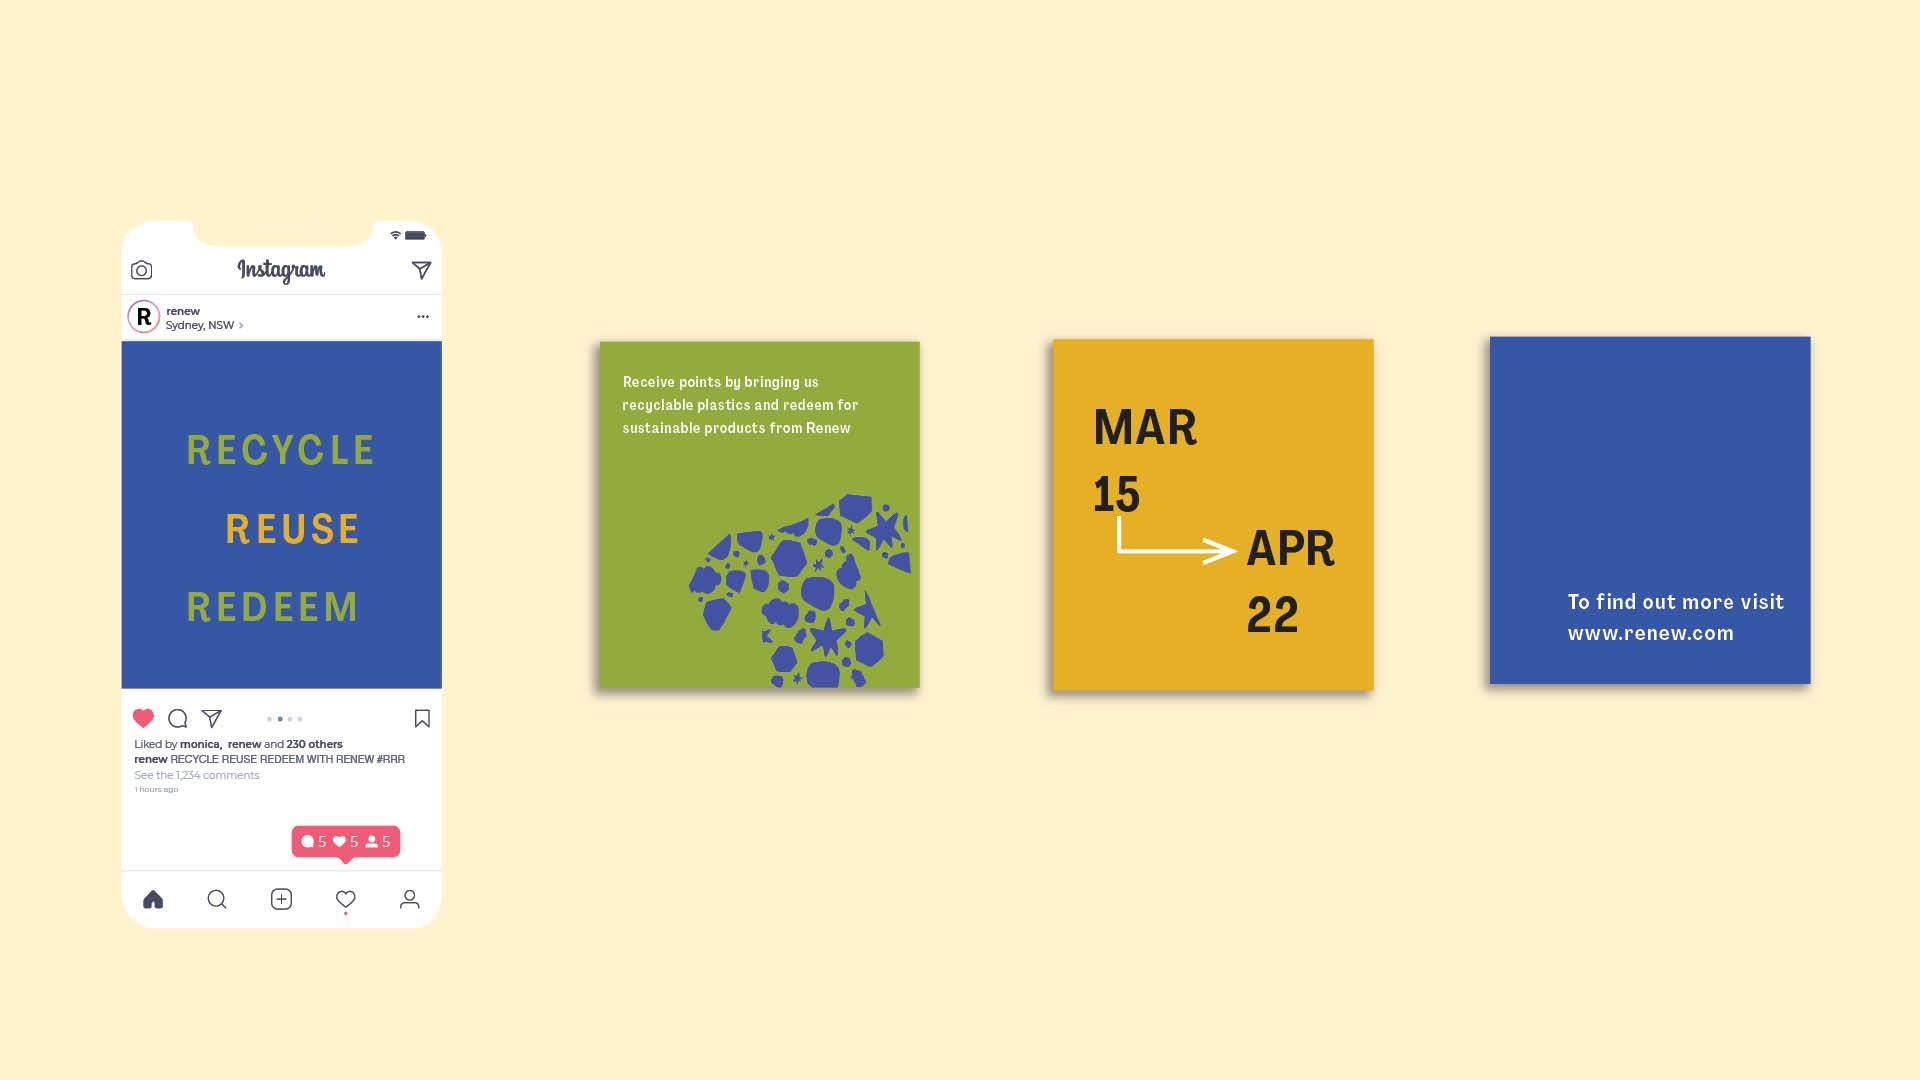 Instagram
R
renew
Sydney, NSW >
RECYCLE
REUSE
REDEEM
Liked by monica, renew and 230 others
renew RECYCLE REUSE REDEEM WITH RENEW #RRR
See the 1,234 comments
1 hours ago
5 5 5
Receive points by bringing us
recyclable plastics and redeem for
sustainable products from Renew
MAR
15
APR
22
To find out more visit
www.renew.com